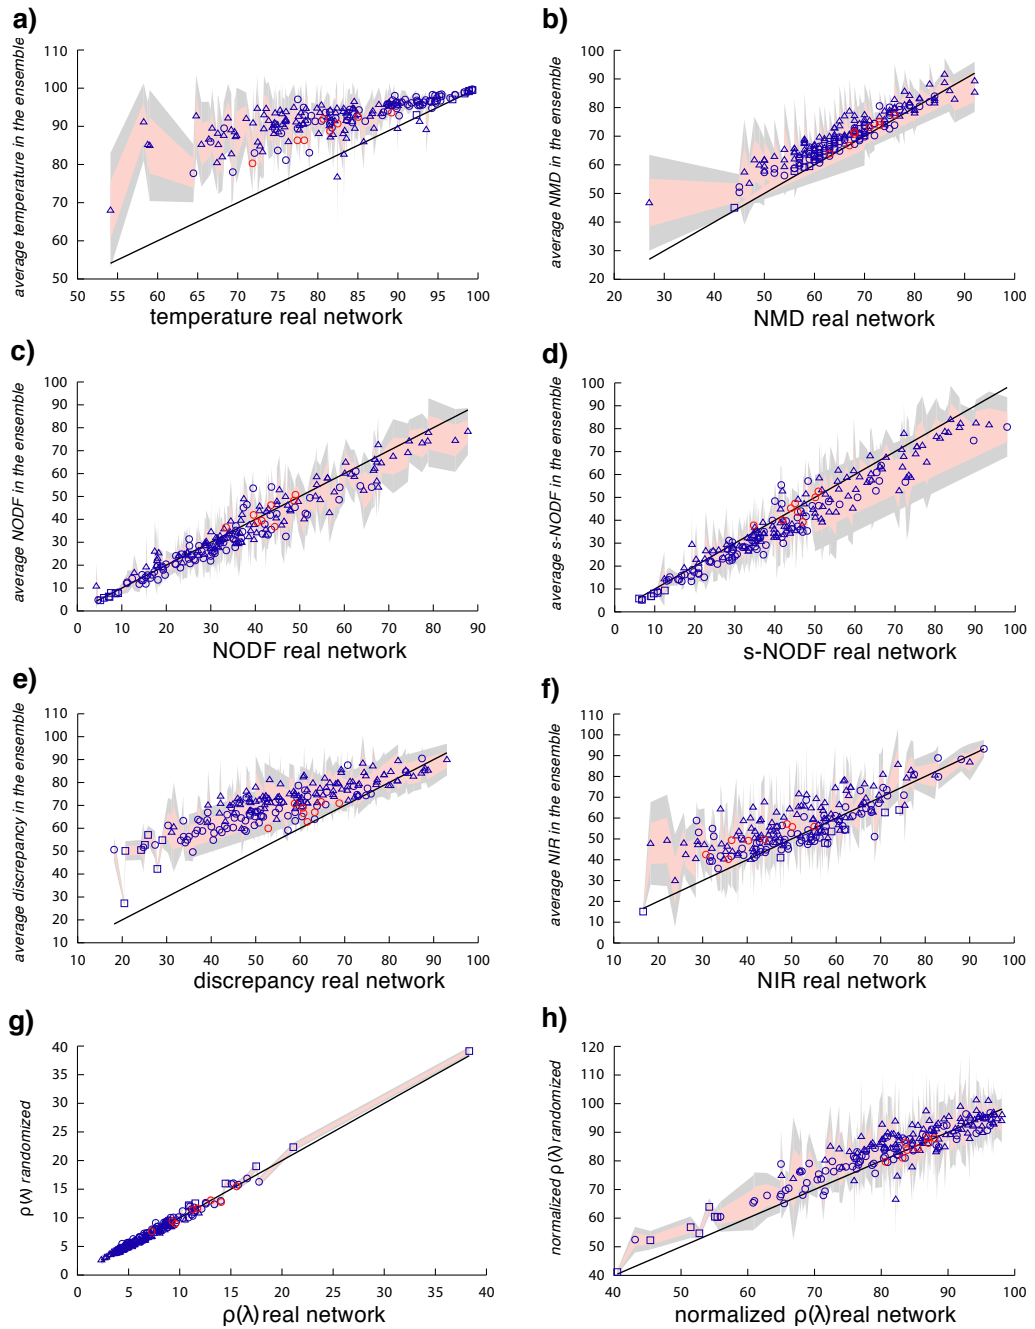 a)
average temperature in the ensemble
110
100
90
80
70
60
50
50 55 60 65 70 75 80 85 90 95 100
temperature real network
b)
average NMD in the ensemble
100
90
80
70
60
50
40
30
20
20 30 40 50 60 70 80 90 100
NMD real network
c)
average NODF in the ensemble
100
90
80
70
60
50
40
30
20
10
0
0 10 20 30 40 50 60 70 80 90
NODF real network
d)
average s-NODF in the ensemble
100
90
80
70
60
50
40
30
20
10
0
0 10 20 30 40 50 60 70 80 90 100
s-NODF real network
e)
average discrepancy in the ensemble
110
100
90
80
70
60
50
40
30
20
10
10 20 30 40 50 60 70 80 90 100
discrepancy real network
f)
average NIR in the ensemble
110
100
90
80
70
60
50
40
30
20
10
0
10 20 30 40 50 60 70 80 90 100
NIR real network
g)
ρ(λ) randomized
40
35
30
25
20
15
10
5
0
0 5 10 15 20 25 30 35 40
ρ(λ) real network
h)
normalized ρ(λ) randomized
120
110
100
90
80
70
60
50
40
40 50 60 70 80 90 100
normalized ρ(λ) real network